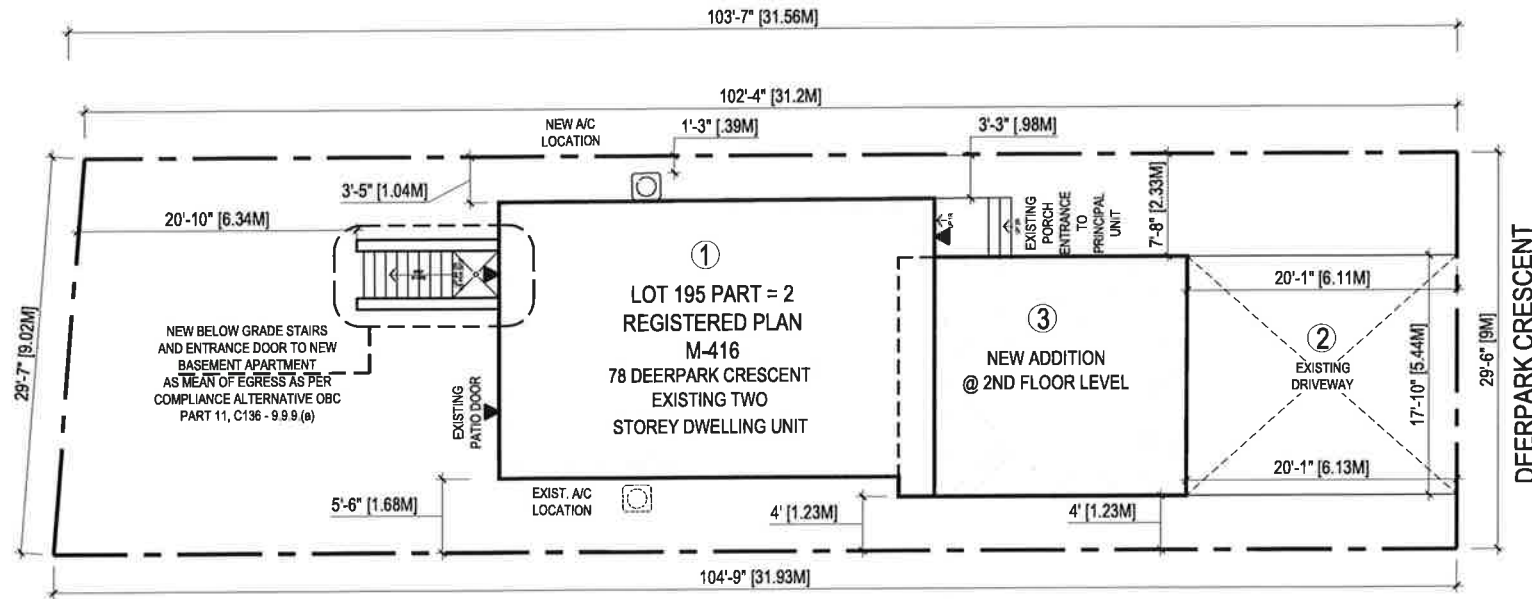 103'-7" [31.56M]
102'-4" [31.2M]
NEW A/C
LOCATION
1'-3" [.39M]
3'-3" [.98M]
3'-5" [1.04M]
20'-10" [6.34M]
7'-8" [2.33M]
EXISTING
PORCH
ENTRANCE
TO
PRINCIPAL
UNIT
1
LOT 195 PART = 2
REGISTERED PLAN
M-416
78 DEERPARK CRESCENT
EXISTING TWO
STOREY DWELLING UNIT
3
NEW ADDITION
@ 2ND FLOOR LEVEL
20'-1" [6.11M]
2
EXISTING
DRIVEWAY
17'-10" [5.44M]
20'-1" [6.13M]
29'-6" [9M]
DEERPARK CRESCENT
29'-7" [9.02M]
NEW BELOW GRADE STAIRS
AND ENTRANCE DOOR TO NEW
BASEMENT APARTMENT
AS MEAN OF EGRESS AS PER
COMPLIANCE ALTERNATIVE OBC
PART 11, C136 - 9.9.9.(a)
EXISTING
PATIO DOOR
5'-6" [1.68M]
EXIST. A/C
LOCATION
4' [1.23M]
4' [1.23M]
104'-9" [31.93M]